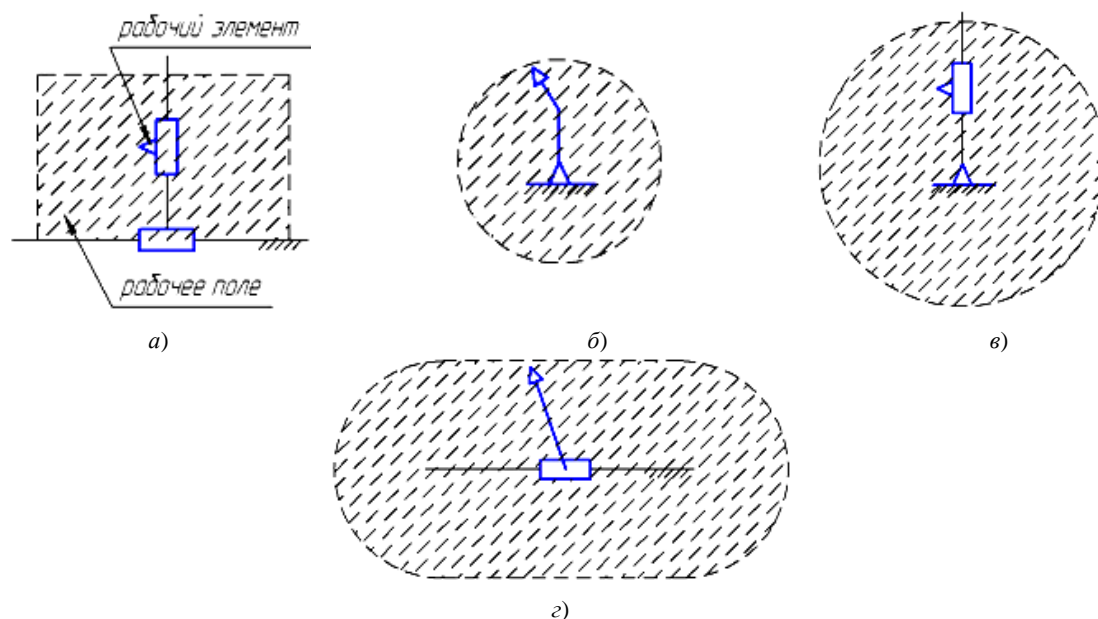 рабочий элемент
рабочее поле
а)
б)
в)
г)